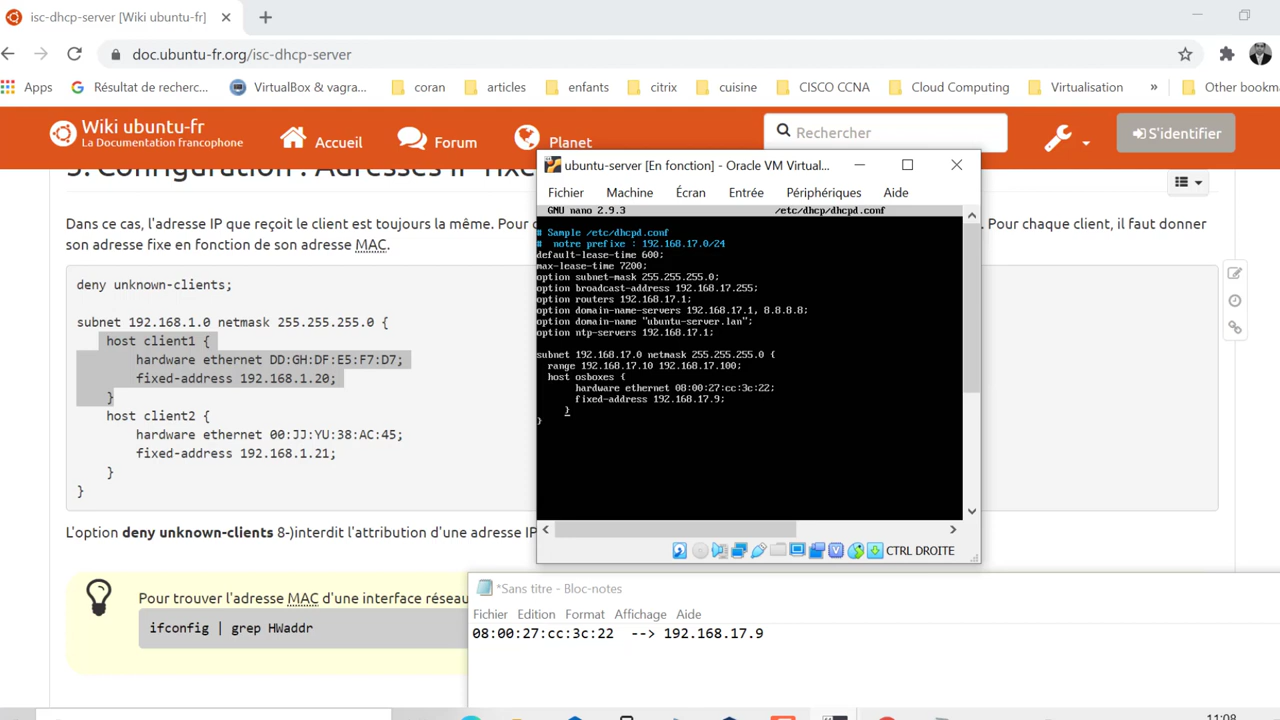 isc-dhcp-server [Wiki ubuntu-fr]
doc.ubuntu-fr.org/isc-dhcp-server
Apps
Résultat de recherc...
VirtualBox & vagra...
coran
articles
enfants
citrix
cuisine
CISCO CCNA
Cloud Computing
Virtualisation
»
Other bookma
Wiki ubuntu-fr
La Documentation francophone
Accueil
Forum
Planet
Rechercher
S'identifier
Dans ce cas, l'adresse IP que reçoit le client est toujours la même. Pour c
Pour chaque client, il faut donner
son adresse fixe en fonction de son adresse MAC.
deny unknown-clients;
subnet 192.168.1.0 netmask 255.255.255.0 {
host client1 {
hardware ethernet DD:GH:DF:E5:F7:D7;
fixed-address 192.168.1.20;
}
host client2 {
hardware ethernet 00:JJ:YU:38:AC:45;
fixed-address 192.168.1.21;
}
}
L'option deny unknown-clients 8-)interdit l'attribution d'une adresse IP
Pour trouver l'adresse MAC d'une interface réseau
ifconfig | grep HWaddr
ubuntu-server [En fonction] - Oracle VM Virtual...
Fichier Machine Écran Entrée Périphériques Aide
GNU nano 2.9.3 /etc/dhcp/dhcpd.conf
# Sample /etc/dhcpd.conf
# notre prefixe : 192.168.17.0/24
default-lease-time 600;
max-lease-time 7200;
option subnet-mask 255.255.255.0;
option broadcast-address 192.168.17.255;
option routers 192.168.17.1;
option domain-name-servers 192.168.17.1, 8.8.8.8;
option domain-name "ubuntu-server.lan";
option ntp-servers 192.168.17.1;
subnet 192.168.17.0 netmask 255.255.255.0 {
range 192.168.17.10 192.168.17.100;
host osboxes {
hardware ethernet 08:00:27:cc:3c:22;
fixed-address 192.168.17.9;
}
}
CTRL DROITE
*Sans titre - Bloc-notes
Fichier Edition Format Affichage Aide
08:00:27:cc:3c:22 --> 192.168.17.9
11:08